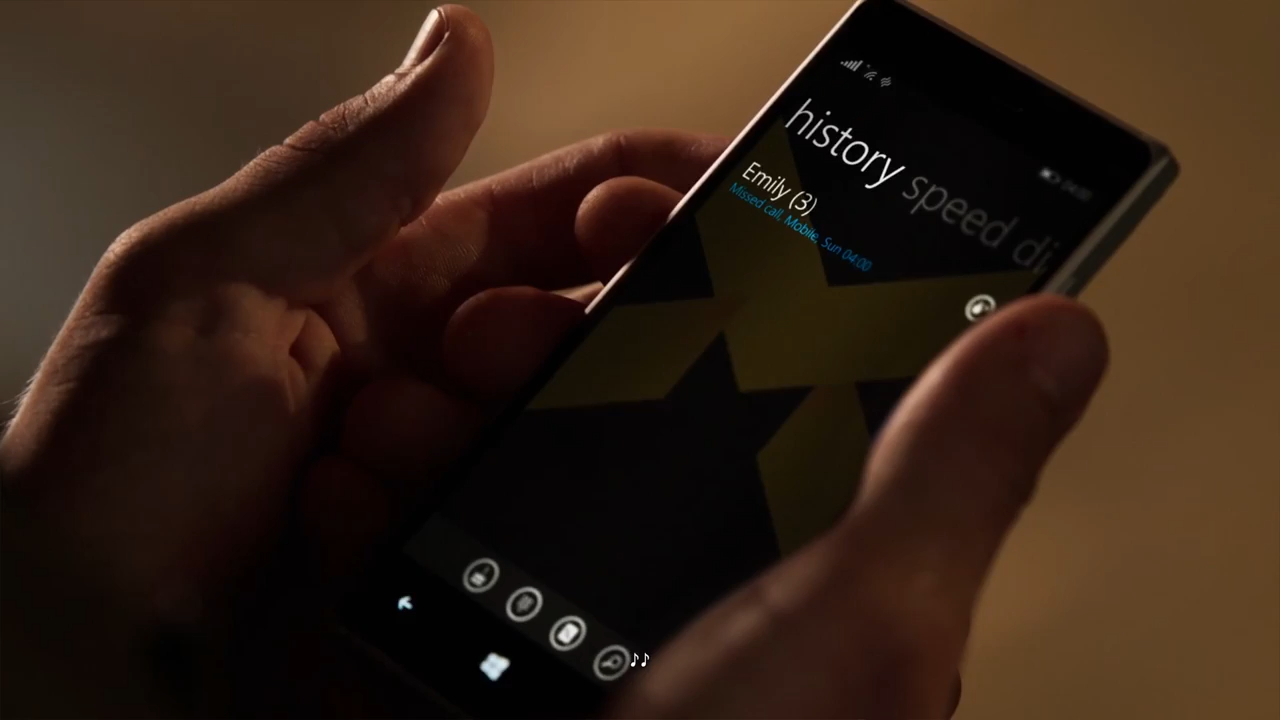 history speed di
Emily (3)
Missed call, Mobile, Sun 04:00
♪♪